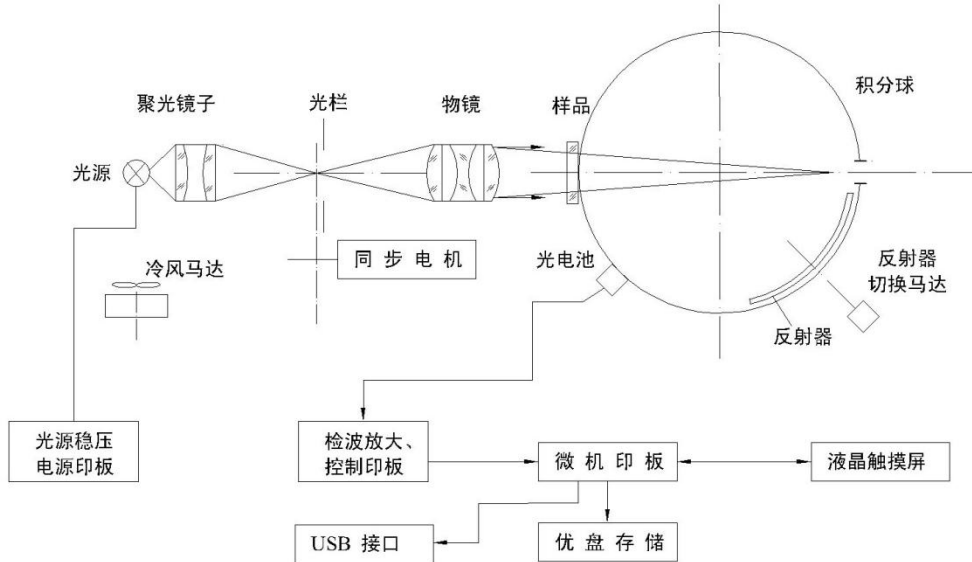 聚光镜子
光栏
物镜
样品
积分球
光源
冷风马达
同步电机
光电池
反射器
切换马达
反射器
光源稳压
电源印板
检波放大、
控制印板
微机印板
液晶触摸屏
USB 接口
优盘存储